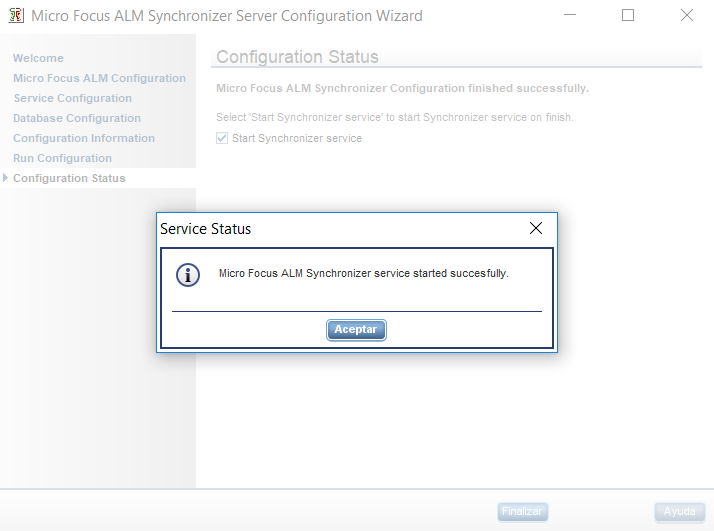 Micro Focus ALM Synchronizer Server Configuration Wizard
Welcome
Micro Focus ALM Configuration
Service Configuration
Database Configuration
Configuration Information
Run Configuration
Configuration Status
Configuration Status
Micro Focus ALM Synchronizer Configuration finished successfully.
Select 'Start Synchronizer service' to start Synchronizer service on finish.
Start Synchronizer service
Service Status
Micro Focus ALM Synchronizer service started succesfully.
Aceptar
Finalizar
Ayuda